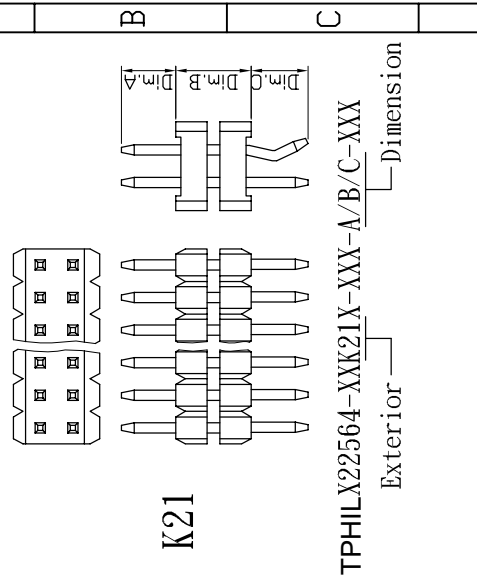 B
C
Dim.A
Dim.B
Dim.C
K21
TPHILX22564-XXK21X-XXX-A/B/C-XXX
Exterior
Dimension